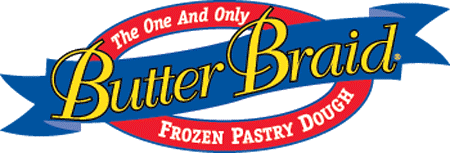 The One And Only
Butter Braid®
FROZEN PASTRY DOUGH